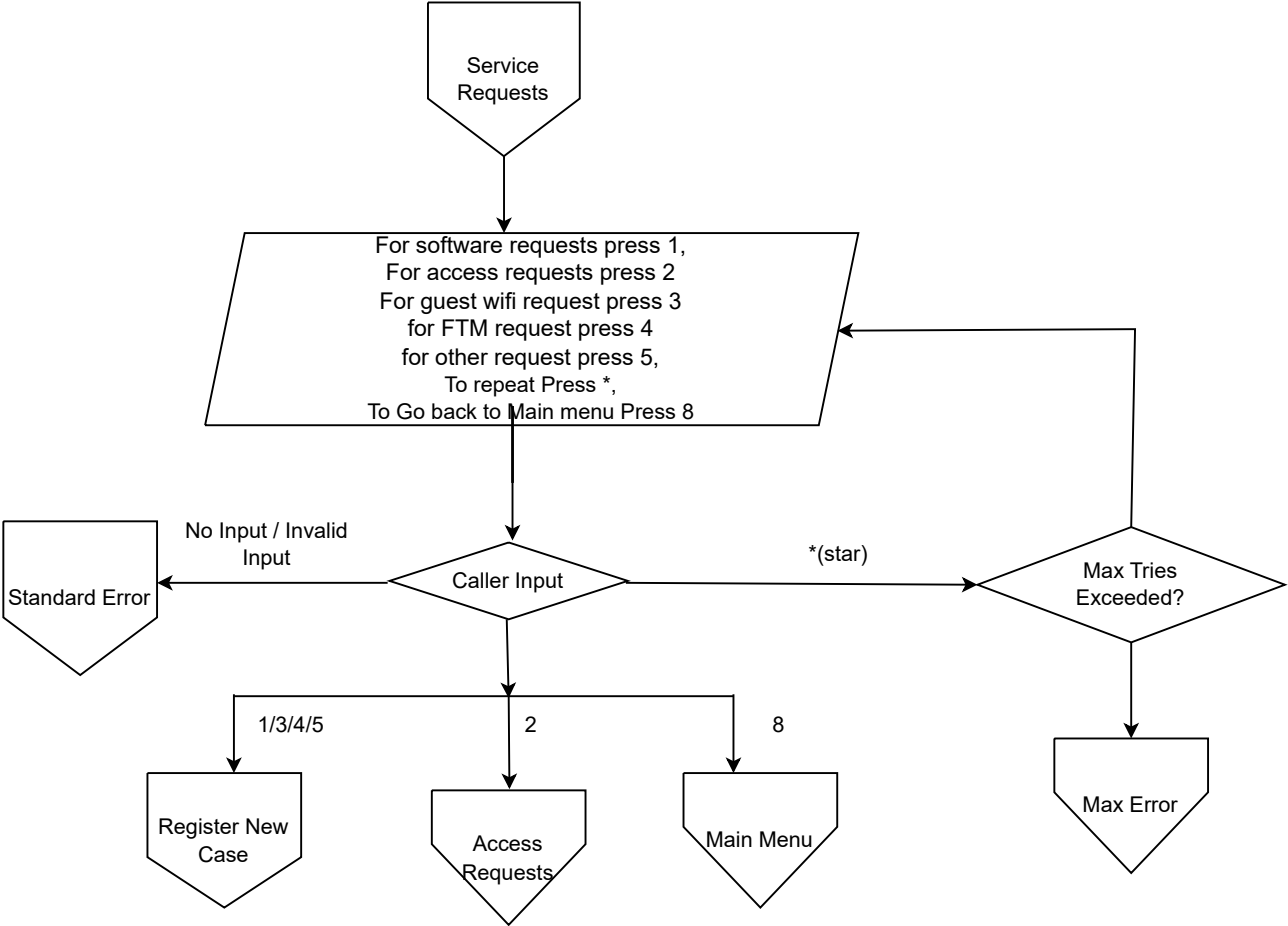 Service
Requests
For software requests press 1,
For access requests press 2
For guest wifi request press 3
for FTM request press 4
for other request press 5,
To repeat Press *,
To Go back to Main menu Press 8
No Input / Invalid
Input
*(star)
Standard Error
Caller Input
Max Tries
Exceeded?
1/3/4/5
2
8
Register New
Case
Access
Requests
Main Menu
Max Error